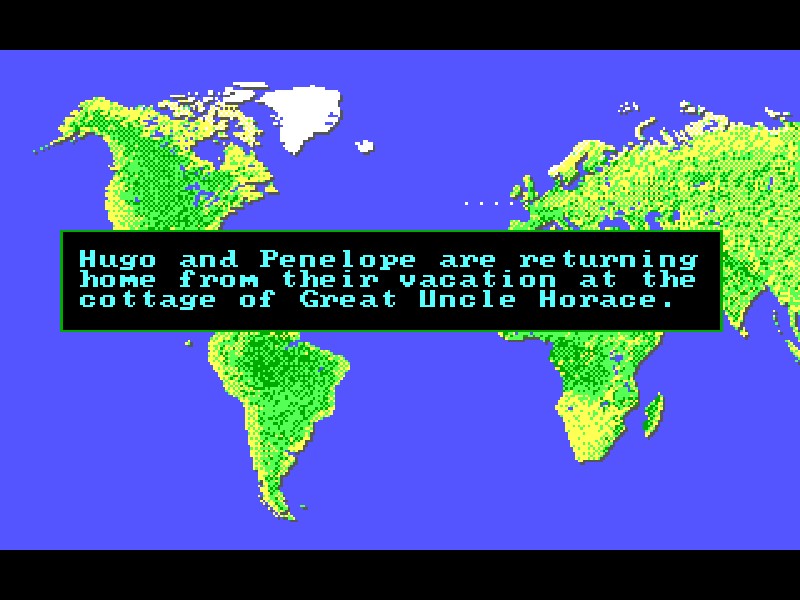 Hugo and Penelope are returning
home from their vacation at the
cottage of Great Uncle Horace.